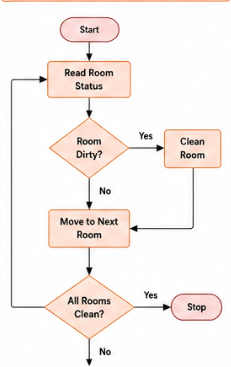 Start
Read Room
Status
Room
Dirty?
Yes
Clean
Room
No
Move to Next
Room
All Rooms
Clean?
Yes
Stop
No